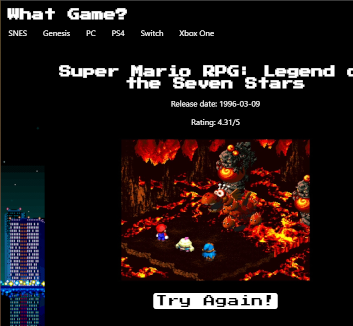 What Game?
SNES Genesis PC PS4 Switch Xbox One
Super Mario RPG: Legend o
the Seven Stars
Release date: 1996-03-09
Rating: 4.31/5
Try Again!